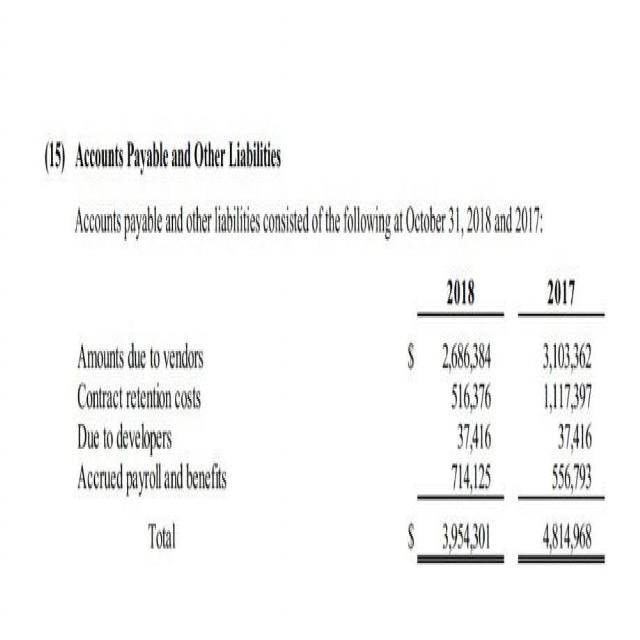 (15) Accounts Payable and Other Liabilities
Accounts payable and other liabilities consisted of the following at October 31, 2018 and 2017:
2018 2017
Amounts due to vendors $ 2,686,384 3,103,362
Contract retention costs 516,376 1,117,397
Due to developers 37,416 37,416
Accrued payroll and benefits 714,125 556,793
Total $ 3,954,301 4,814,968